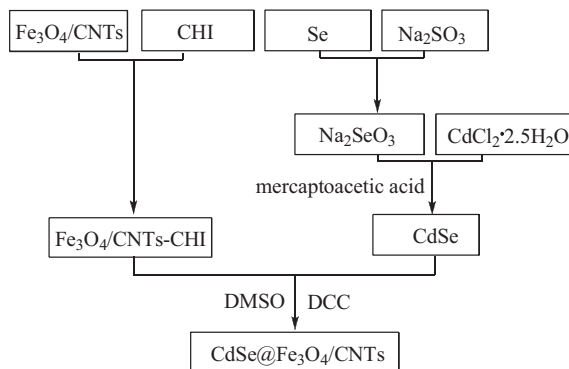 Fe₃O₄/CNTs CHI Se Na₂SO₃
Na₂SeO₃ CdCl₂•2.5H₂O
mercaptoacetic acid
Fe₃O₄/CNTs-CHI CdSe
DMSO DCC
CdSe@Fe₃O₄/CNTs